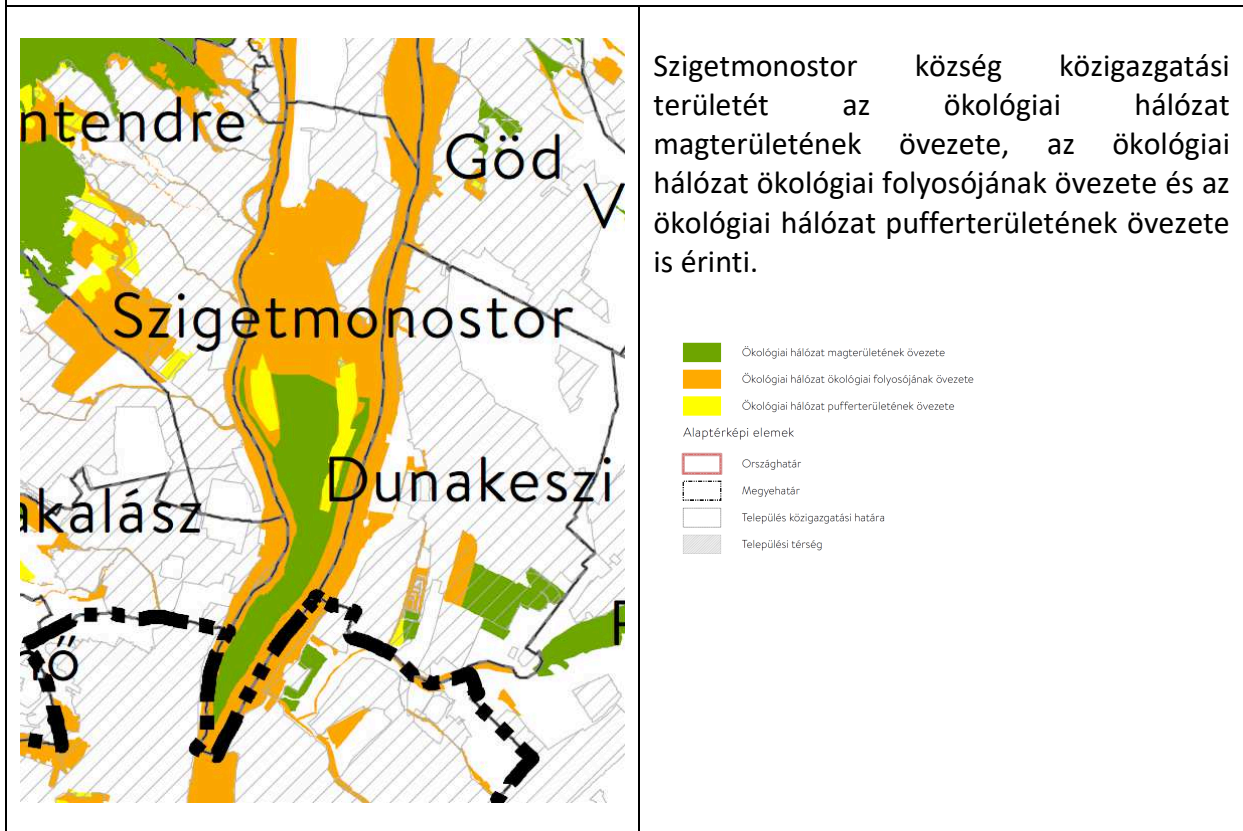 ntendre
Göd
V
Szigetmonostor
Dunakeszi
akalász
R
nő
Szigetmonostor község közigazgatási
területét az ökológiai hálózat
magterületének övezete, az ökológiai
hálózat ökológiai folyosójának övezete és az
ökológiai hálózat pufferterületének övezete
is érinti.
Ökológiai hálózat magterületének övezete
Ökológiai hálózat ökológiai folyosójának övezete
Ökológiai hálózat pufferterületének övezete
Alaptérképi elemek
Országhatár
Megyehatár
Település közigazgatási határa
Települési térség